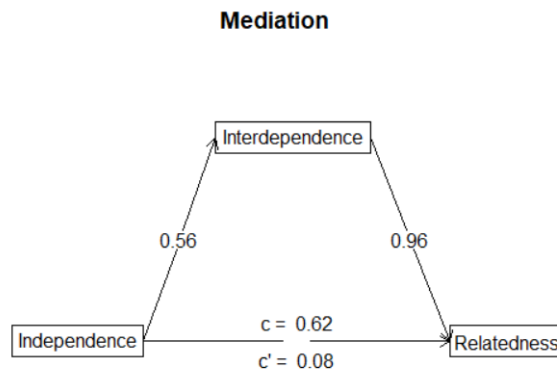 Mediation
Interdependence
0.56
0.96
c = 0.62
Independence
Relatedness
c' = 0.08